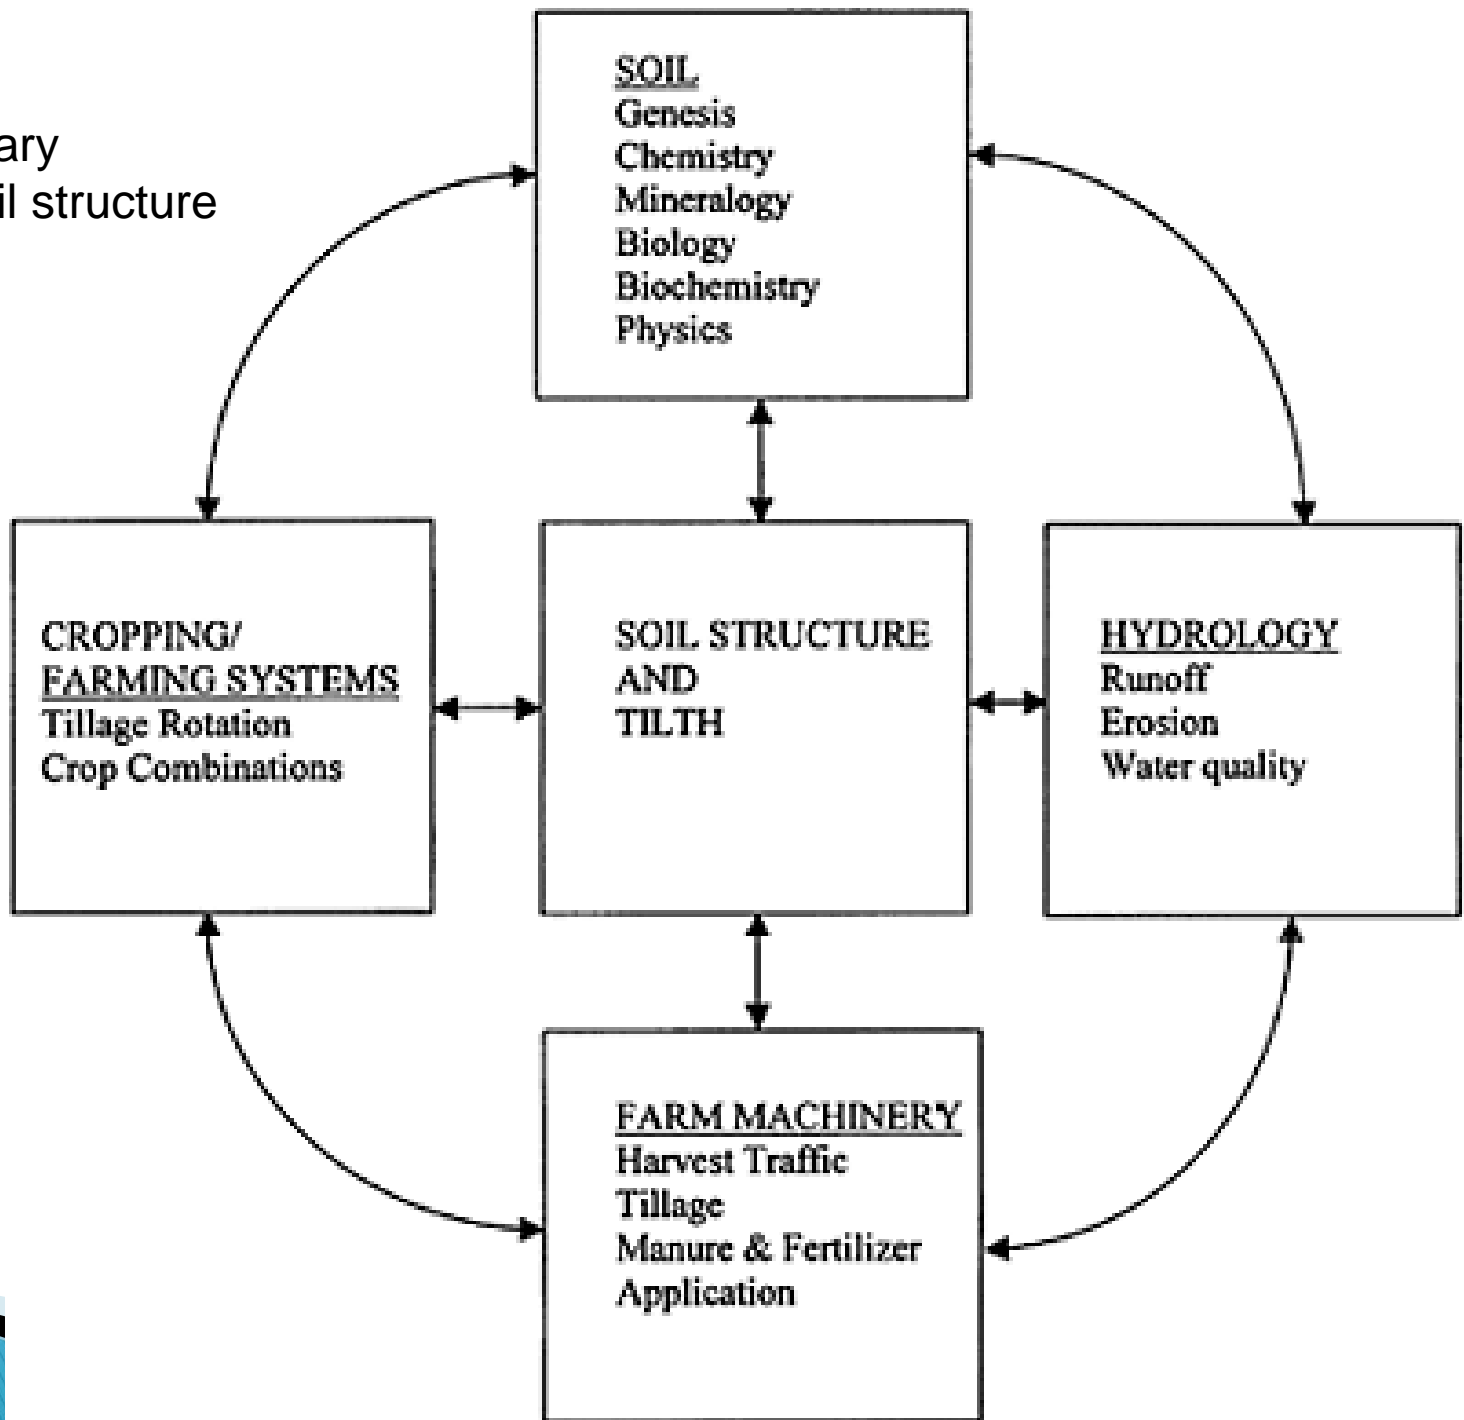 ary
il structure
SOIL
Genesis
Chemistry
Mineralogy
Biology
Biochemistry
Physics
CROPPING/
FARMING SYSTEMS
Tillage Rotation
Crop Combinations
SOIL STRUCTURE
AND
TILTH
HYDROLOGY
Runoff
Erosion
Water quality
FARM MACHINERY
Harvest Traffic
Tillage
Manure & Fertilizer
Application